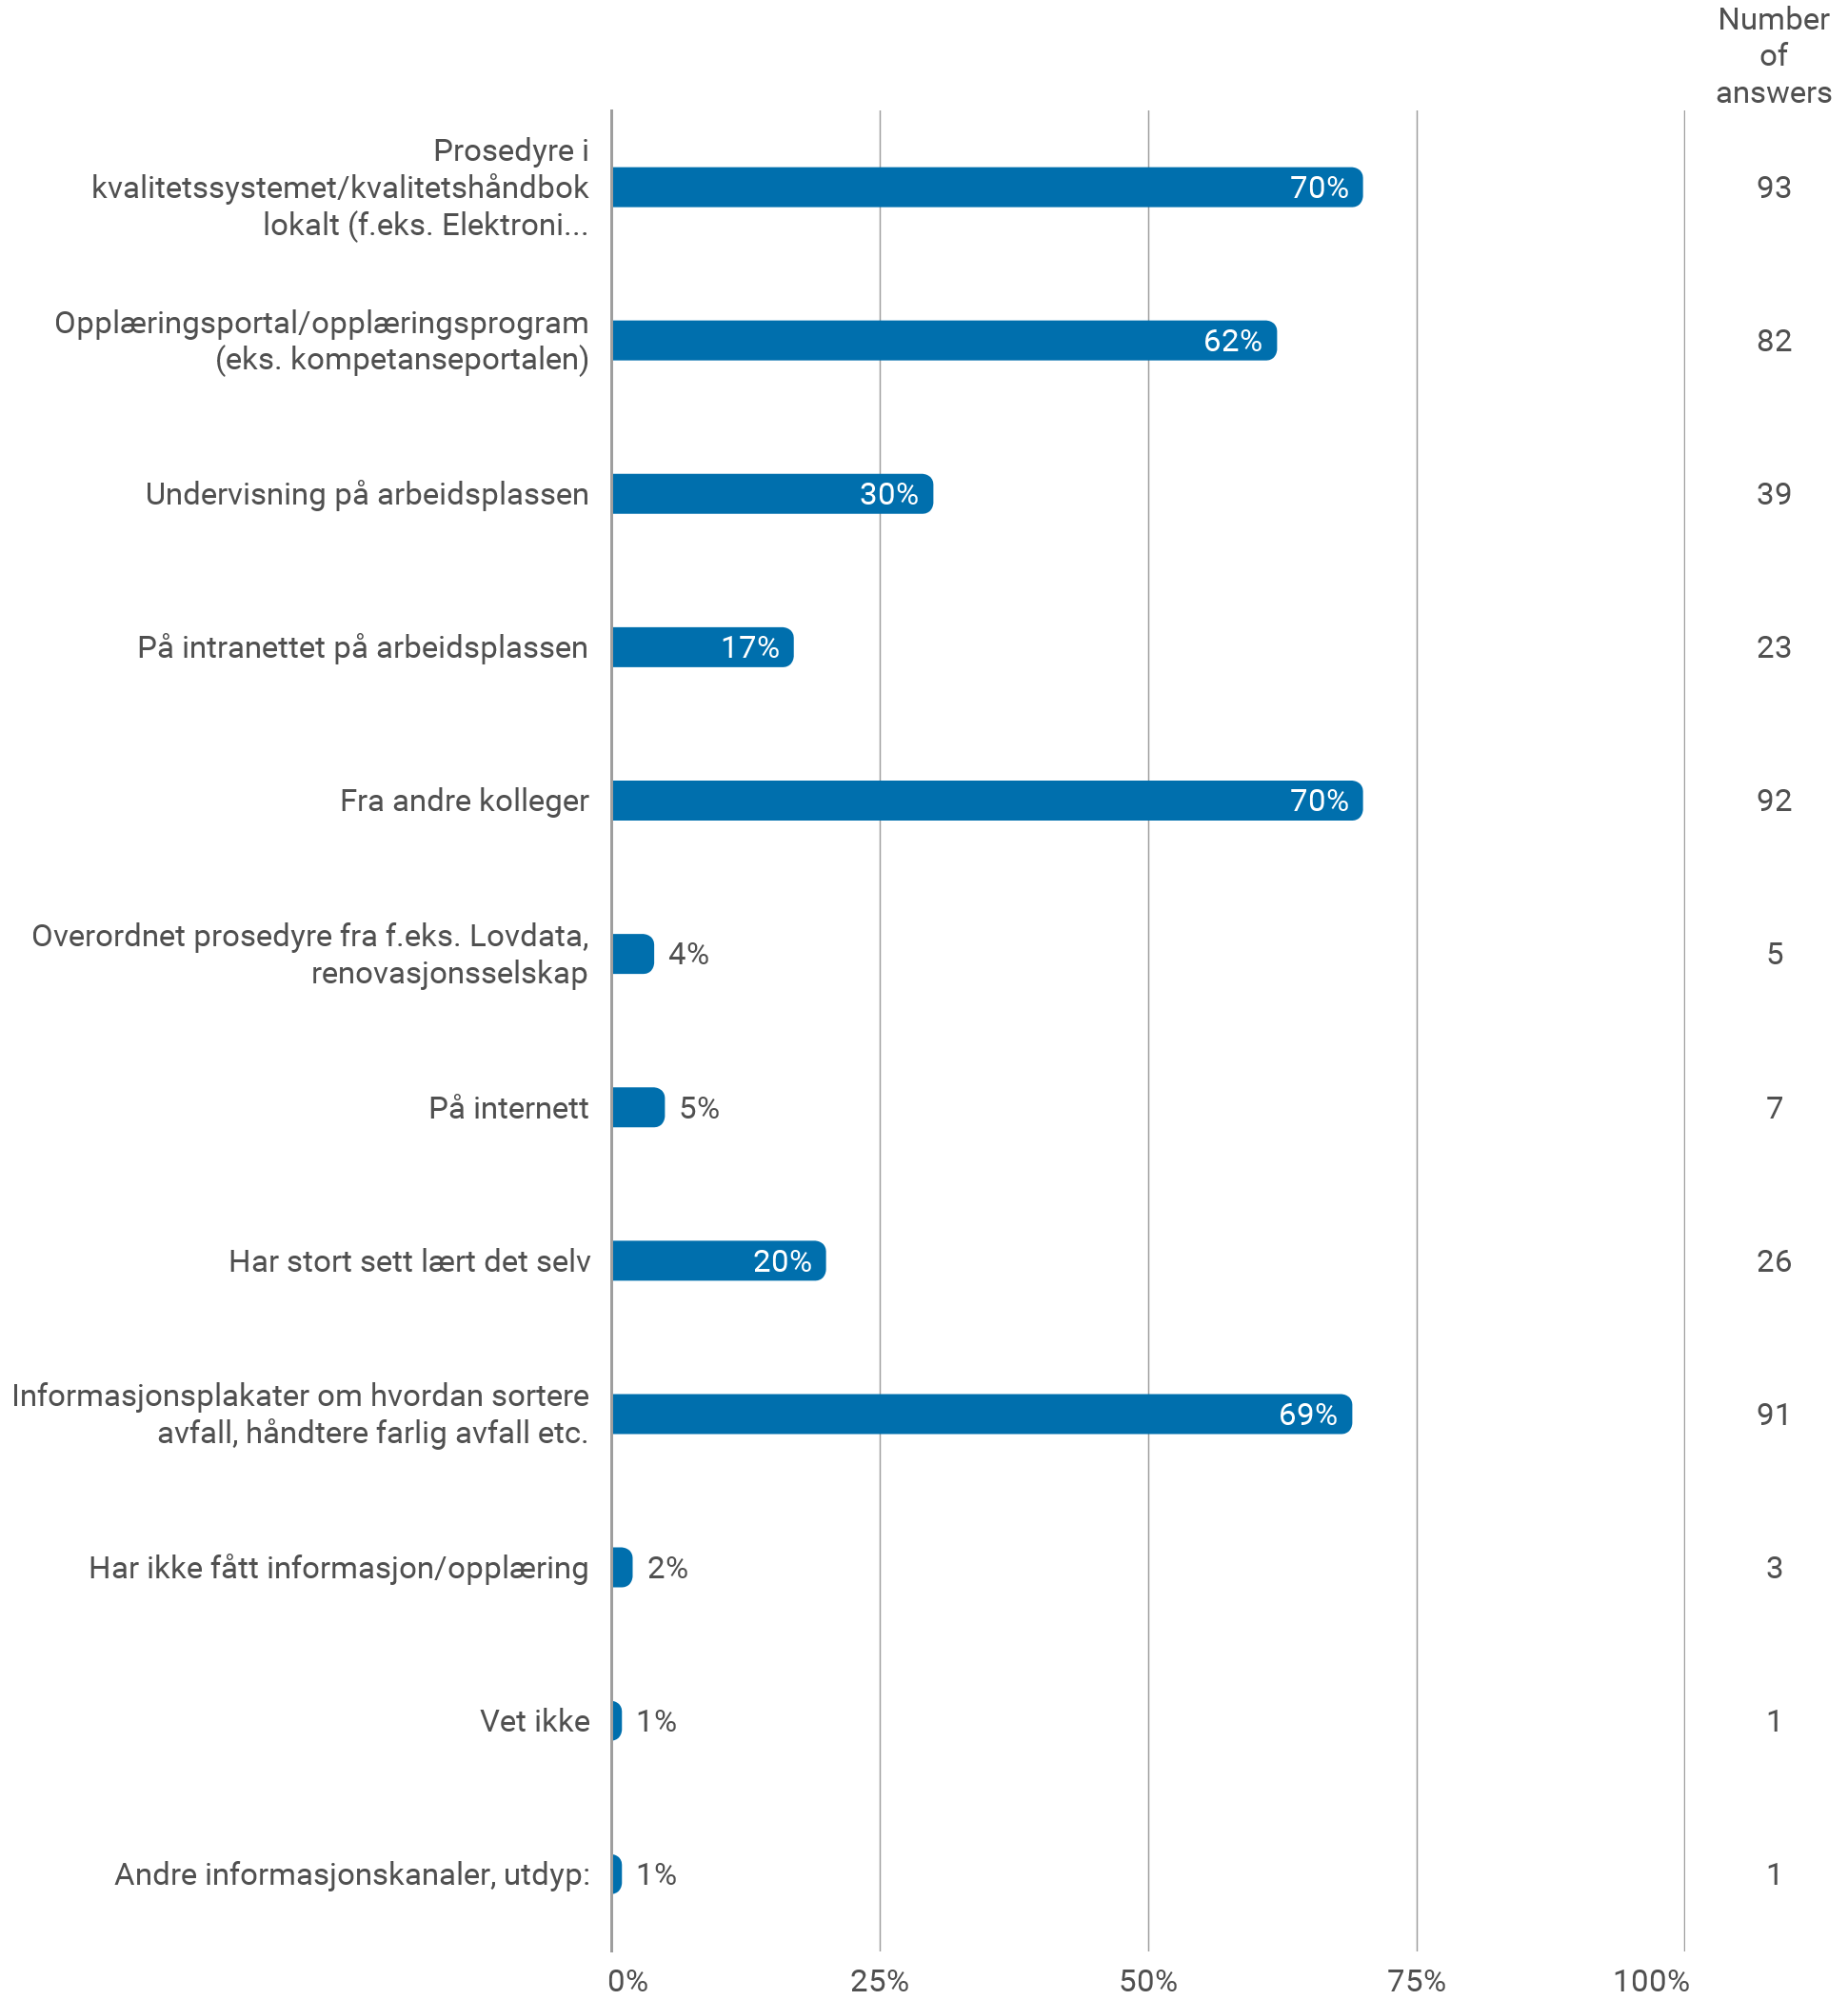 Number
of
answers
Prosedyre i
kvalitetssystemet/kvalitetshåndbok
lokalt (f.eks. Elektroni...
70%
93
Opplæringsportal/opplæringsprogram
(eks. kompetanseportalen)
62%
82
Undervisning på arbeidsplassen
30%
39
På intranettet på arbeidsplassen
17%
23
Fra andre kolleger
70%
92
Overordnet prosedyre fra f.eks. Lovdata,
renovasjonsselskap
4%
5
På internett
5%
7
Har stort sett lært det selv
20%
26
Informasjonsplakater om hvordan sortere
avfall, håndtere farlig avfall etc.
69%
91
Har ikke fått informasjon/opplæring
2%
3
Vet ikke
1%
1
Andre informasjonskanaler, utdyp:
1%
1
0% 25% 50% 75% 100%